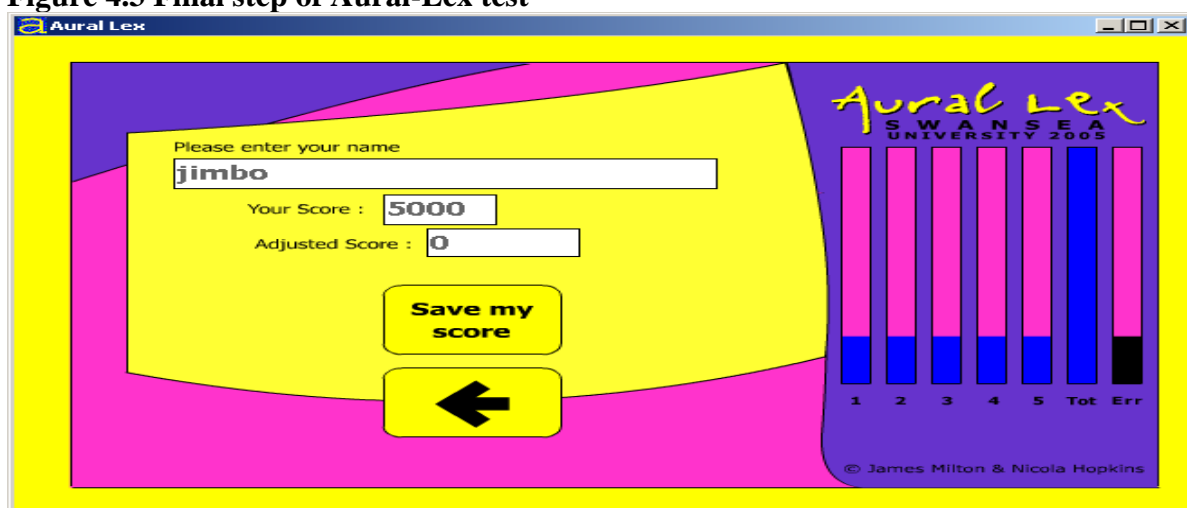 Figure 4.3 Final step of Aural-Lex test
Aural Lex
Aural Lex
SWANSEA
UNIVERSITY 2005
Please enter your name
jimbo
Your Score : 5000
Adjusted Score : 0
Save my
score
1 2 3 4 5 Tot Err
© James Milton & Nicola Hopkins